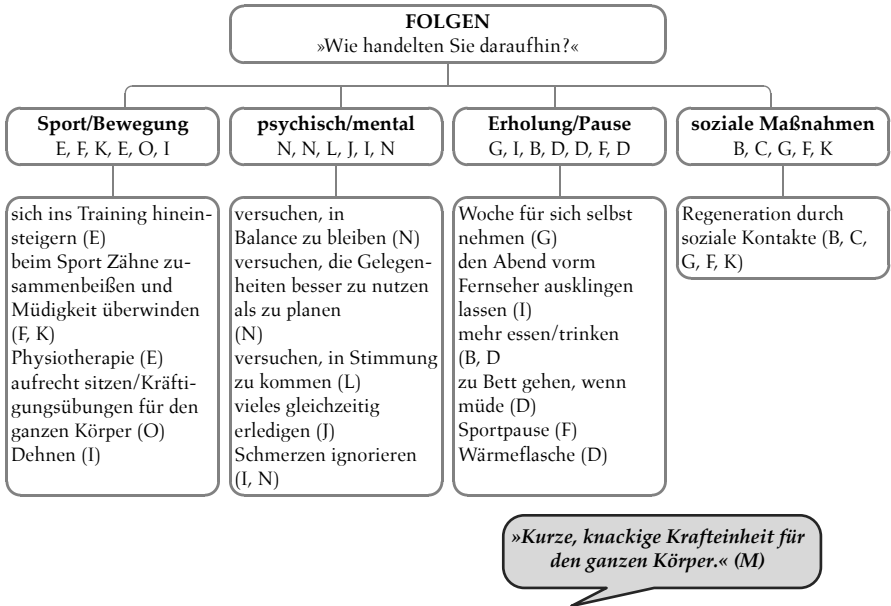 FOLGEN
»Wie handelten Sie daraufhin?«
Sport/Bewegung
E, F, K, E, O, I
psychisch/mental
N, N, L, J, I, N
Erholung/Pause
G, I, B, D, D, F, D
soziale Maßnahmen
B, C, G, F, K
sich ins Training hinein-
steigern (E)
beim Sport Zähne zu-
sammenbeißen und
Müdigkeit überwinden
(F, K)
Physiotherapie (E)
aufrecht sitzen/Kräfti-
gungsübungen für den
ganzen Körper (O)
Dehnen (I)
versuchen, in
Balance zu bleiben (N)
versuchen, die Gelegen-
heiten besser zu nutzen
als zu planen
(N)
versuchen, in Stimmung
zu kommen (L)
vieles gleichzeitig
erledigen (J)
Schmerzen ignorieren
(I, N)
Woche für sich selbst
nehmen (G)
den Abend vorm
Fernseher ausklingen
lassen (I)
mehr essen/trinken
(B, D
zu Bett gehen, wenn
müde (D)
Sportpause (F)
Wärmeflasche (D)
Regeneration durch
soziale Kontakte (B, C,
G, F, K)
»Kurze, knackige Krafteinheit für
den ganzen Körper.« (M)